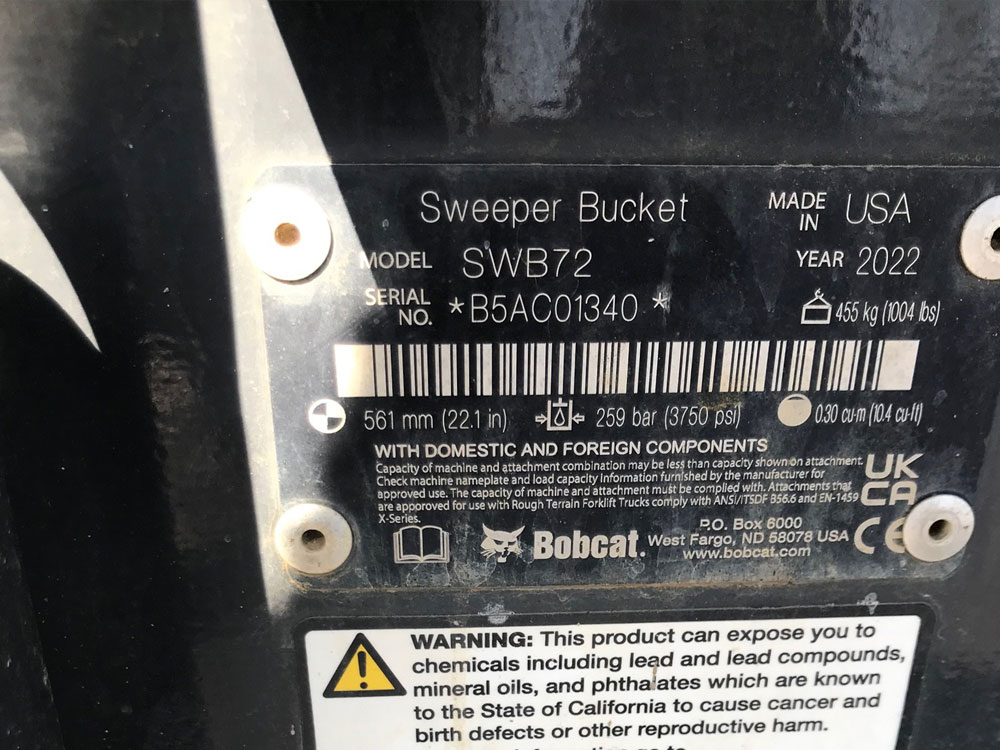 Sweeper Bucket
MADE IN USA
MODEL SWB72
YEAR 2022
SERIAL NO. *B5AC01340*
455 kg (1004 lbs)
561 mm (22.1 in) 259 bar (3750 psi) 0.30 cu-m (10.4 cu-ft)
WITH DOMESTIC AND FOREIGN COMPONENTS
Capacity of machine and attachment combination may be less than capacity shown on attachment.
Check machine nameplate and load capacity information furnished by the manufacturer for
approved use. The capacity of machine and attachment must be complied with. Attachments that
are approved for use with Rough Terrain Forklift Trucks comply with ANSI/ITSDF B56.6 and EN-1459
X-Series.
UK
CA
Bobcat.
P.O. Box 6000
West Fargo, ND 58078 USA
www.bobcat.com
CE
WARNING: This product can expose you to
chemicals including lead and lead compounds,
mineral oils, and phthalates which are known
to the State of California to cause cancer and
birth defects or other reproductive harm.